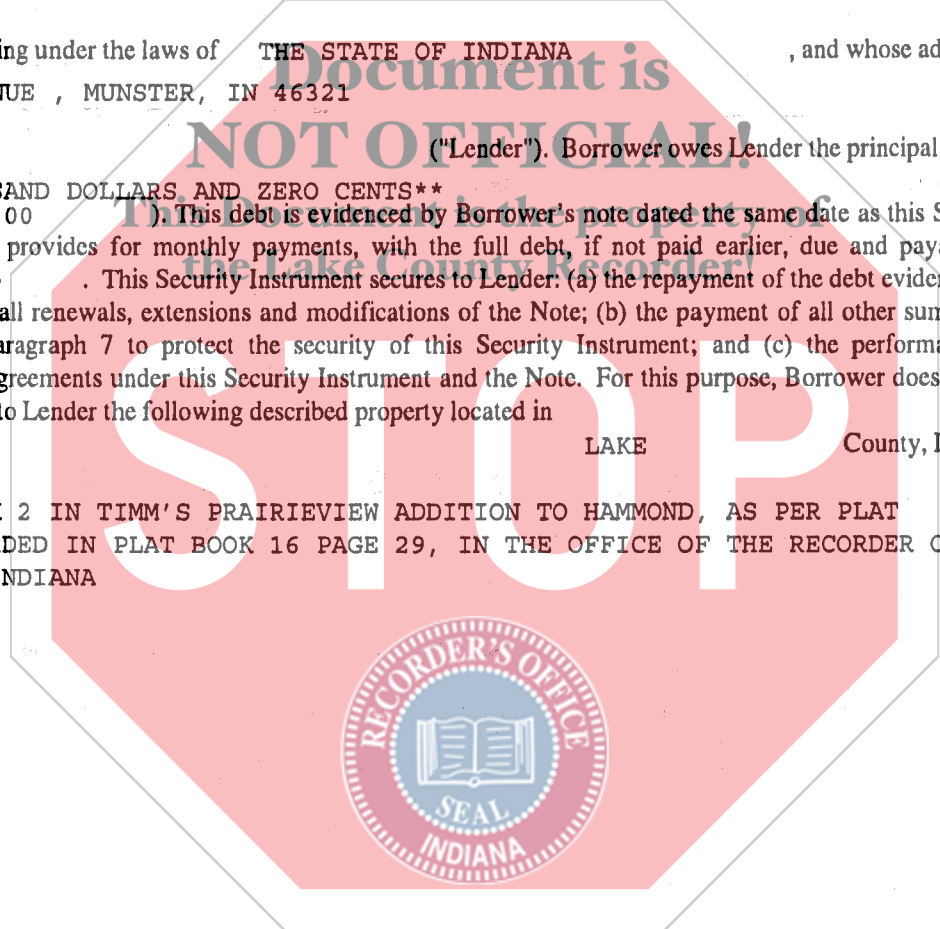 ing under the laws of THE STATE OF INDIANA , and whose ad
Document is
NUE , MUNSTER, IN 46321
NOT OFFICIAL!
("Lender"). Borrower owes Lender the principal
SAND DOLLARS AND ZERO CENTS**
This Document is the property of
00 ). This debt is evidenced by Borrower's note dated the same date as this S
provides for monthly payments, with the full debt, if not paid earlier, due and pay
the Lake County Recorder!
. This Security Instrument secures to Lender: (a) the repayment of the debt evide
all renewals, extensions and modifications of the Note; (b) the payment of all other sum
aragraph 7 to protect the security of this Security Instrument; and (c) the performa
greements under this Security Instrument and the Note. For this purpose, Borrower does
to Lender the following described property located in
LAKE County, I
STOP
2 IN TIMM'S PRAIRIEVIEW ADDITION TO HAMMOND, AS PER PLAT
DED IN PLAT BOOK 16 PAGE 29, IN THE OFFICE OF THE RECORDER O
NDIANA
RECORDER'S OFFICE
SEAL
INDIANA